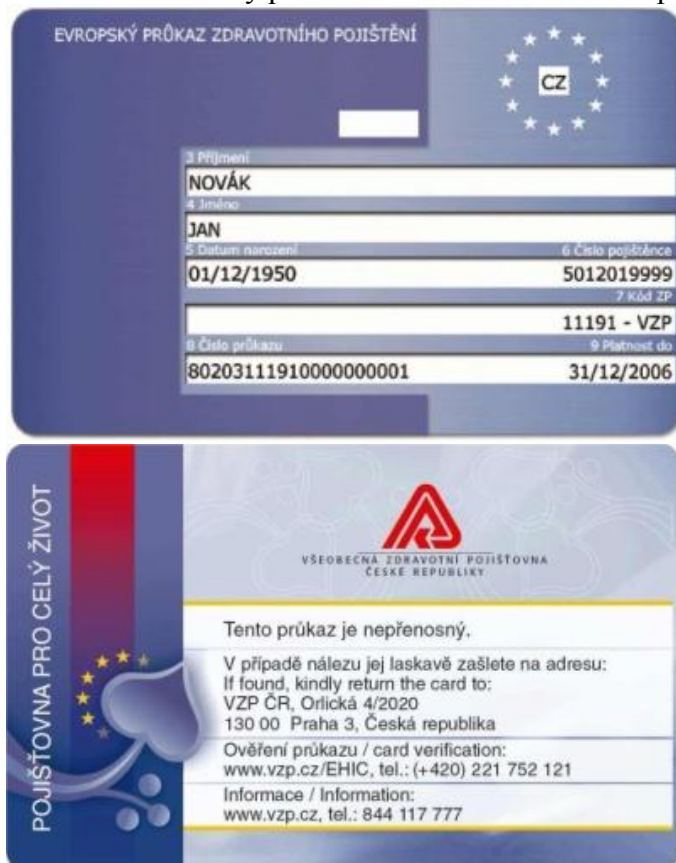 EVROPSKÝ PRŮKAZ ZDRAVOTNÍHO POJIŠTĚNÍ
CZ
3 Příjmení
NOVÁK
4 Jméno
JAN
5 Datum narození 6 Číslo pojištěnce
01/12/1950 5012019999
7 Kód ZP
11191 - VZP
8 Číslo průkazu 9 Platnost do
80203111910000000001 31/12/2006
POJIŠŤOVNA PRO CELÝ ŽIVOT
VŠEOBECNÁ ZDRAVOTNÍ POJIŠŤOVNA
ČESKÉ REPUBLIKY
Tento průkaz je nepřenosný.
V případě nálezu jej laskavě zašlete na adresu:
If found, kindly return the card to:
VZP ČR, Orlická 4/2020
130 00 Praha 3, Česká republika
Ověření průkazu / card verification:
www.vzp.cz/EHIC, tel.: (+420) 221 752 121
Informace / Information:
www.vzp.cz, tel.: 844 117 777